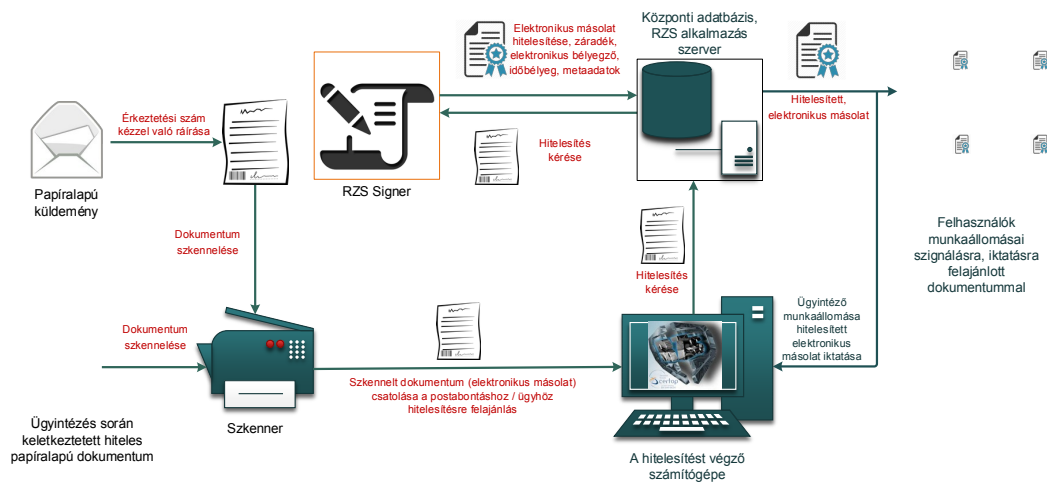 Elektronikus másolat
hitelesítése, záradék,
elektronikus bélyegző,
időbélyeg, metaadatok
Központi adatbázis,
RZS alkalmazás
szerver
Érkeztetési szám
kézzel való ráírása
Hitelesített,
elektronikus másolat
Hitelesítés
kérése
Papíralapú
küldemény
RZS Signer
Dokumentum
szkennelése
Hitelesítés
kérése
Felhasználók
munkaállomásai
szignálásra, iktatásra
felajánlott
dokumentummal
Dokumentum
szkennelése
Ügyintéző
munkaállomása
hitelesített
elektronikus
másolat iktatása
Szkennelt dokumentum (elektronikus másolat)
csatolása a postabontáshoz / ügyhöz
hitelesítésre felajánlás
Ügyintézés során
keletkeztetett hiteles
papíralapú dokumentum
Szkenner
A hitelesítést végző
számítógépe